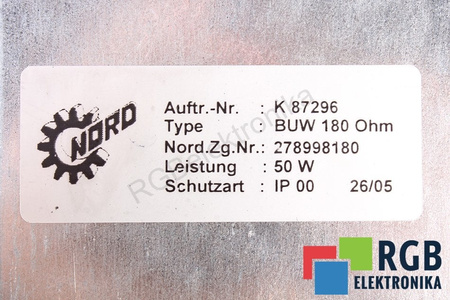 NORD
Auftr.-Nr. : K 87296
Type : BUW 180 Ohm
Nord.Zg.Nr.: 278998180
Leistung : 50 W
Schutzart : IP 00 26/05
RGBelektronika
RGB
ELEKTRONIKA